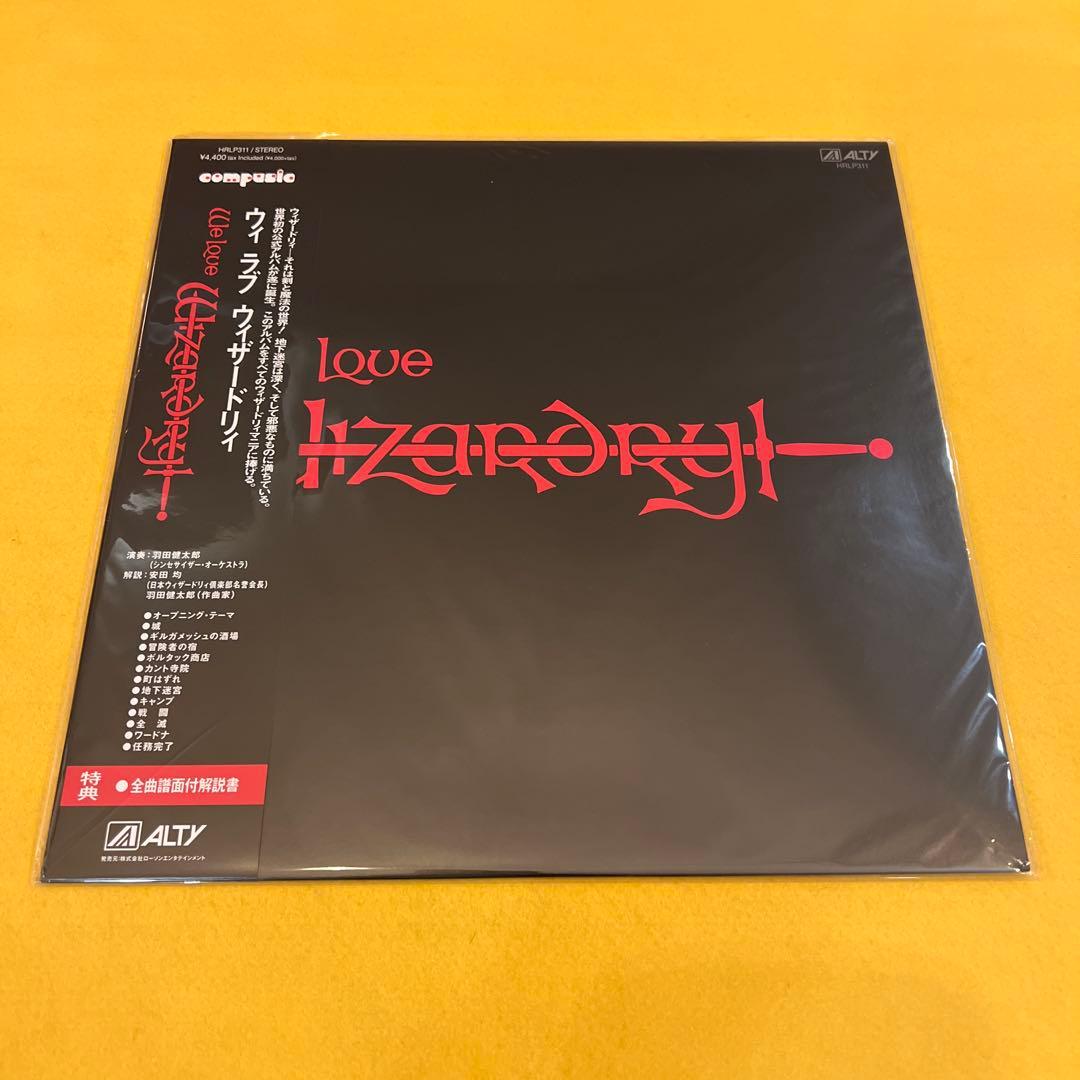 HRLP311 / STEREO
¥4,400 tax Included (¥4,000+tax)
compusic
We love Wizardry!
ウィ ラブ ウィザードリィ
ウィザードリィ―それは剣と魔法の世界! 地下迷宮は深く、そして邪悪なものに満ちている。
世界初の公式アルバムが遂に誕生。このアルバムをすべてのウィザードリィマニアに捧げる。
演奏：羽田健太郎
(シンセサイザー・オーケストラ)
解説：安田 均
(日本ウィザードリィ倶楽部名誉会長)
羽田健太郎(作曲家)
●オープニング・テーマ
●城
●ギルガメッシュの酒場
●冒険者の宿
●ボルタック商店
●カント寺院
●町はずれ
●地下迷宮
●キャンプ
●戦 闘
●全 滅
●ワードナ
●任務完了
特典
●全曲譜面付解説書
ALTY
発売元：株式会社ローソンエンタテインメント
ALTY
HRLP311
love
izardry!